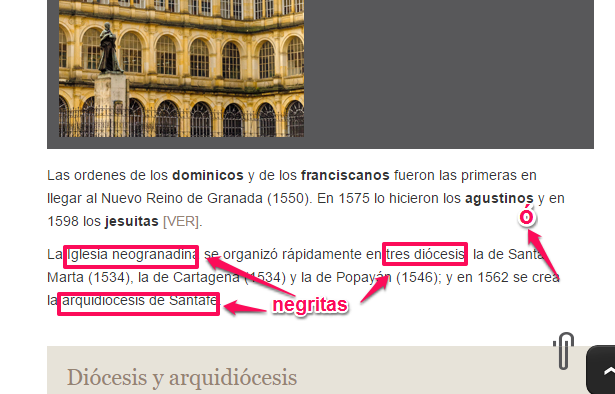 Las ordenes de los dominicos y de los franciscanos fueron las primeras en
llegar al Nuevo Reino de Granada (1550). En 1575 lo hicieron los agustinos y en
1598 los jesuitas [VER].
ó
La Iglesia neogranadina se organizó rápidamente en tres diócesis: la de Santa
Marta (1534), la de Cartagena (1534) y la de Popayán (1546); y en 1562 se crea
la arquidiócesis de Santafé.
negritas
Diócesis y arquidiócesis